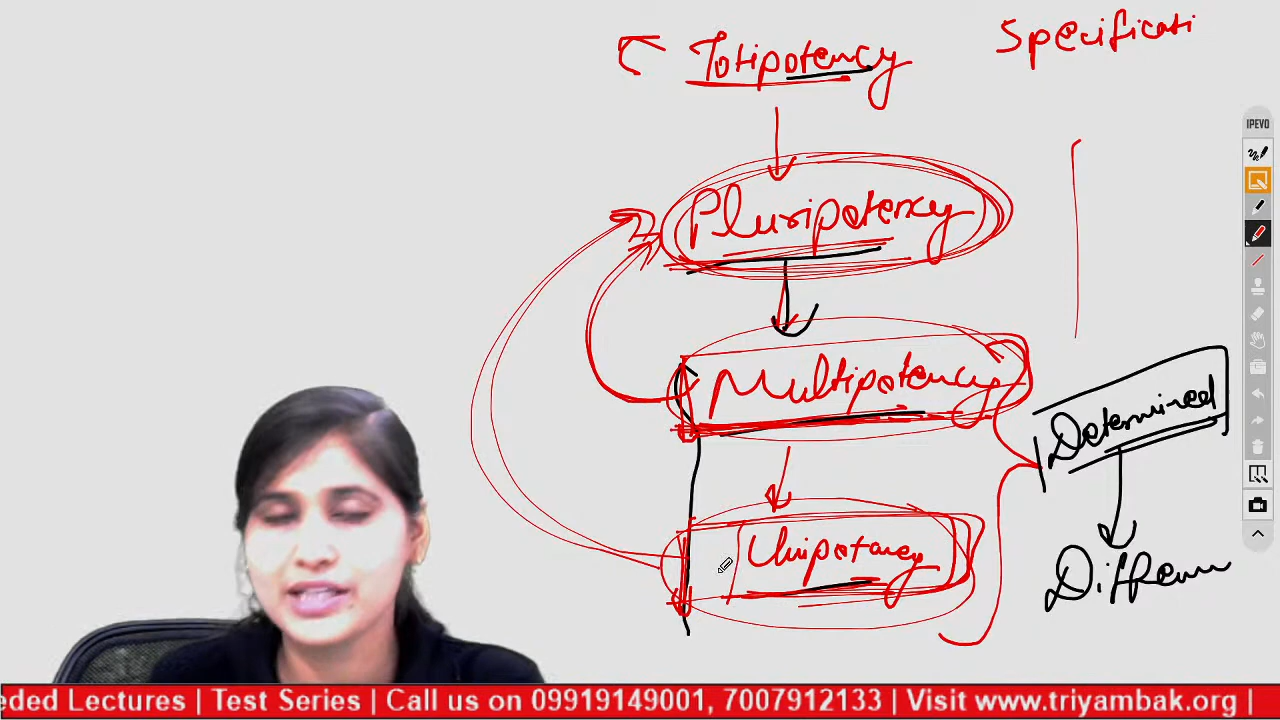 Totipotency
Specificati
IPEVO
Pluripotency
Multipotency
Determined
Unipotency
eded Lectures | Test Series | Call us on 09919149001, 7007912133 | Visit www.triyambak.org |